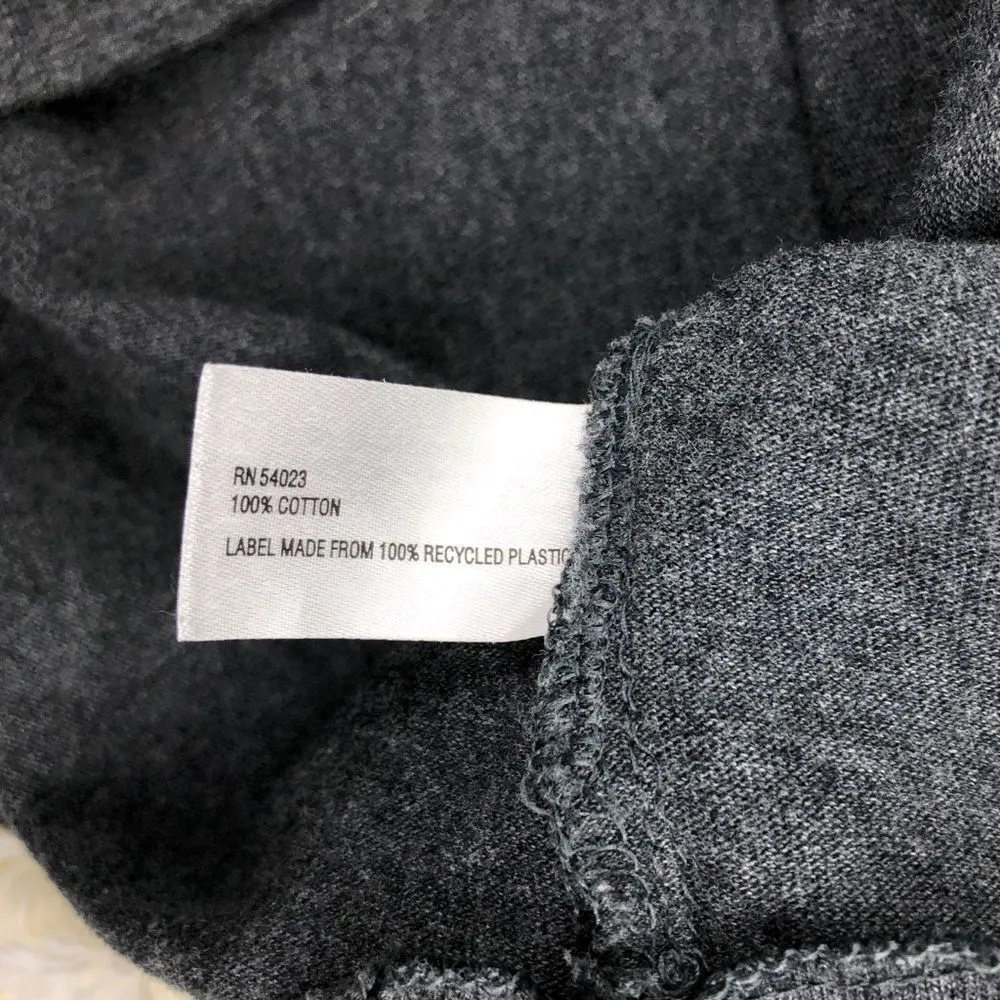 RN 54023
100% COTTON
LABEL MADE FROM 100% RECYCLED PLASTIC